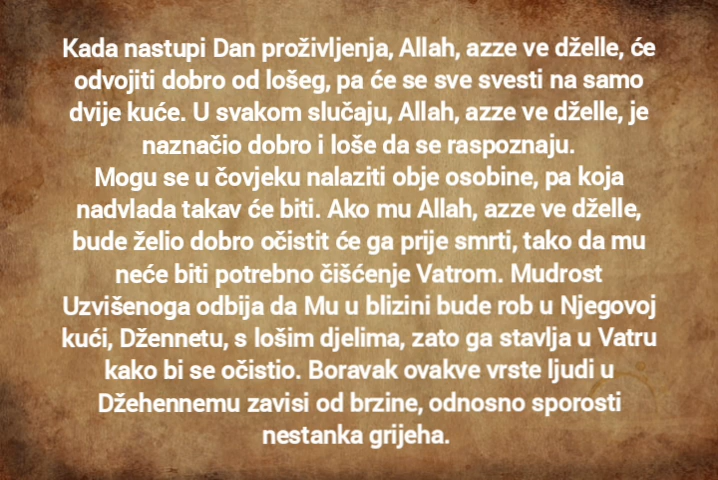 Kada nastupi Dan proživljenja, Allah, azze ve dželle, će
odvojiti dobro od lošeg, pa će se sve svesti na samo
dvije kuće. U svakom slučaju, Allah, azze ve dželle, je
naznačio dobro i loše da se raspoznaju.
Mogu se u čovjeku nalaziti obje osobine, pa koja
nadvlada takav će biti. Ako mu Allah, azze ve dželle,
bude želio dobro očistit će ga prije smrti, tako da mu
neće biti potrebno čišćenje Vatrom. Mudrost
Uzvišenoga odbija da Mu u blizini bude rob u Njegovoj
kući, Džennetu, s lošim djelima, zato ga stavlja u Vatru
kako bi se očistio. Boravak ovakve vrste ljudi u
Džehennemu zavisi od brzine, odnosno sporosti
nestanka grijeha.